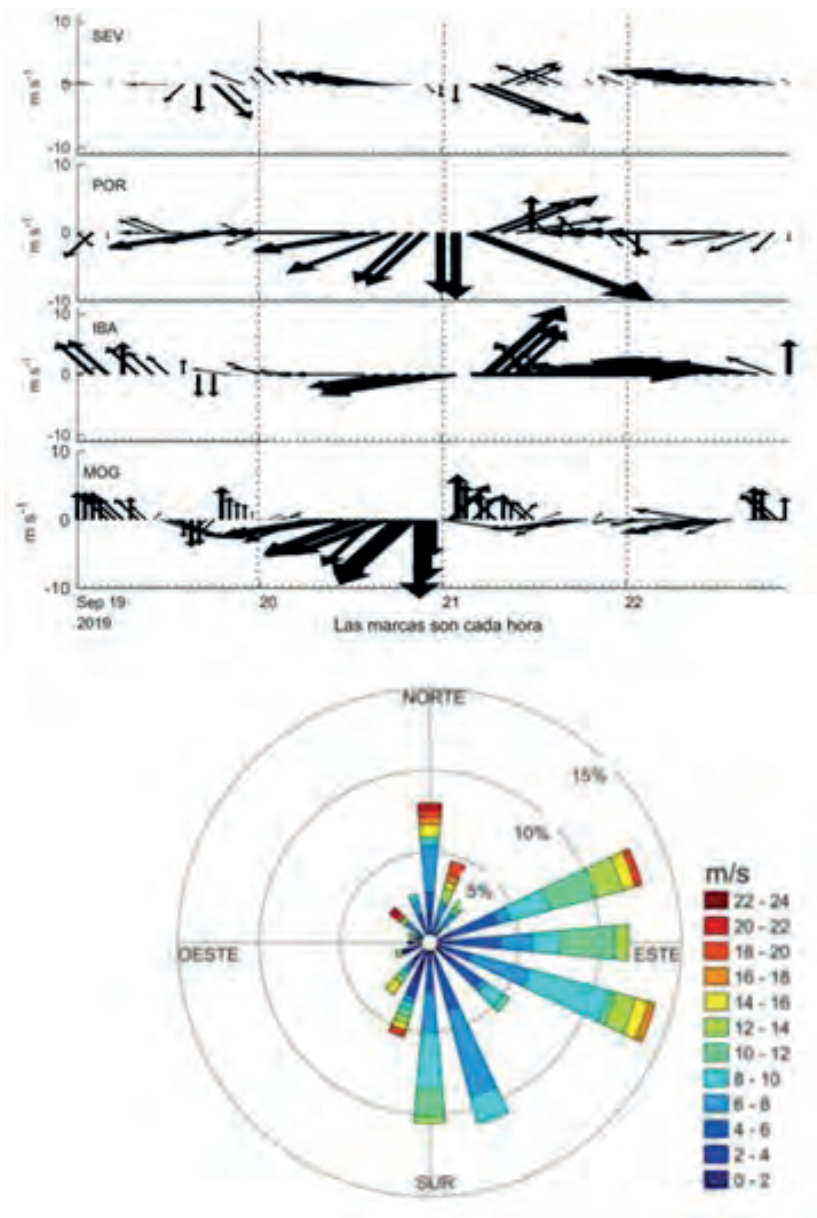 10
SEV
m s⁻¹
0
-10
10
POR
m s⁻¹
0
-10
10
IBA
m s⁻¹
0
-10
10
MOG
m s⁻¹
0
-10
Sep 19 20 21 22
2019
Las marcas son cada hora
NORTE
15%
10%
5%
OESTE
ESTE
SUR
m/s
22 - 24
20 - 22
18 - 20
16 - 18
14 - 16
12 - 14
10 - 12
8 - 10
6 - 8
4 - 6
2 - 4
0 - 2